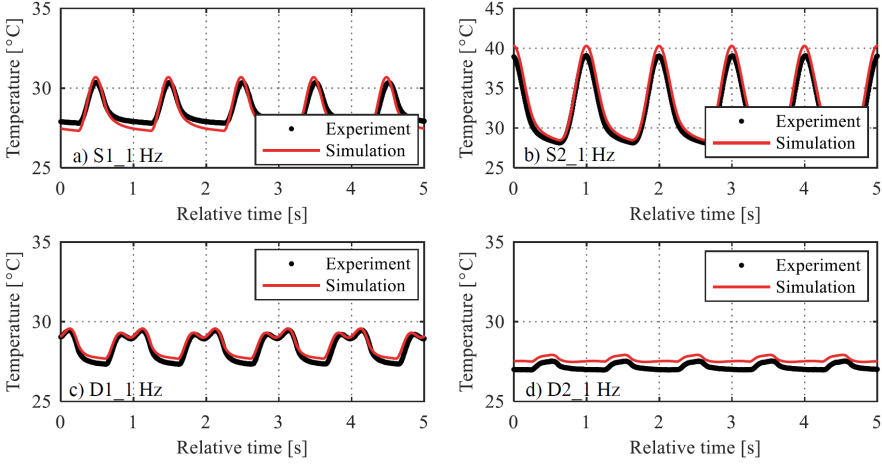 Temperature [°C]
35
30
25
Experiment
Simulation
a) S1_1 Hz
0 1 2 3 4 5
Relative time [s]
Temperature [°C]
45
40
35
30
25
Experiment
Simulation
b) S2_1 Hz
0 1 2 3 4 5
Relative time [s]
Temperature [°C]
35
30
25
Experiment
Simulation
c) D1_1 Hz
0 1 2 3 4 5
Relative time [s]
Temperature [°C]
35
30
25
Experiment
Simulation
d) D2_1 Hz
0 1 2 3 4 5
Relative time [s]